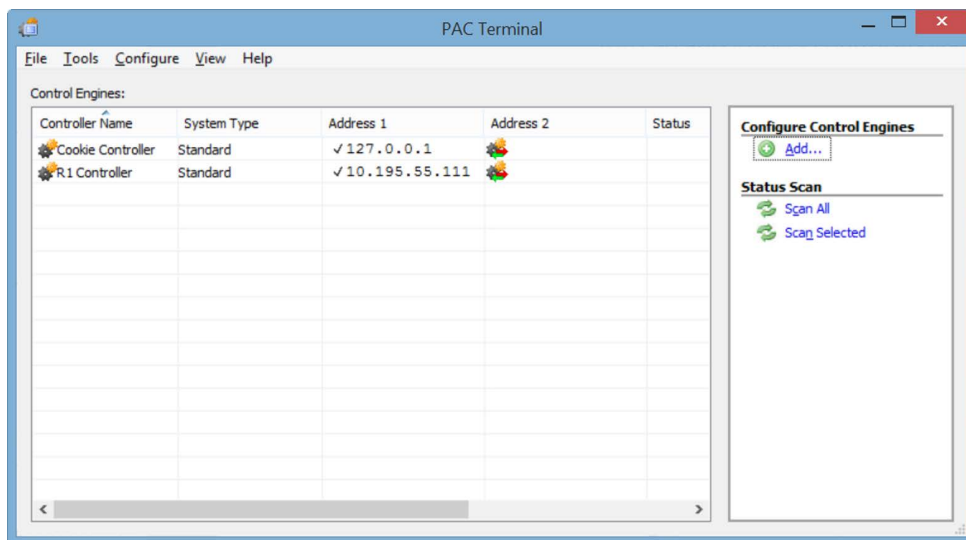 PAC Terminal
File Tools Configure View Help
Control Engines:
Controller Name System Type Address 1 Address 2 Status
Cookie Controller Standard ✓127.0.0.1
R1 Controller Standard ✓10.195.55.111
Configure Control Engines
Add...
Status Scan
Scan All
Scan Selected